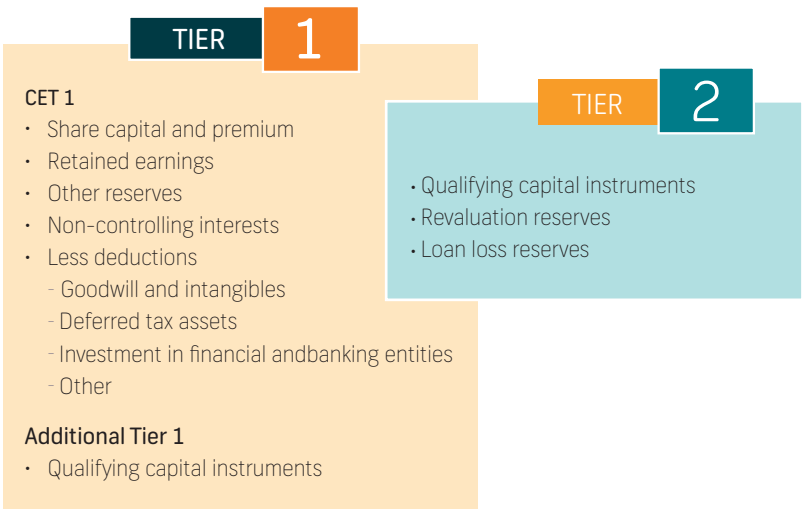 TIER 1
CET 1
• Share capital and premium
• Retained earnings
• Other reserves
• Non-controlling interests
• Less deductions
- Goodwill and intangibles
- Deferred tax assets
- Investment in financial andbanking entities
- Other
Additional Tier 1
• Qualifying capital instruments
TIER 2
• Qualifying capital instruments
• Revaluation reserves
• Loan loss reserves